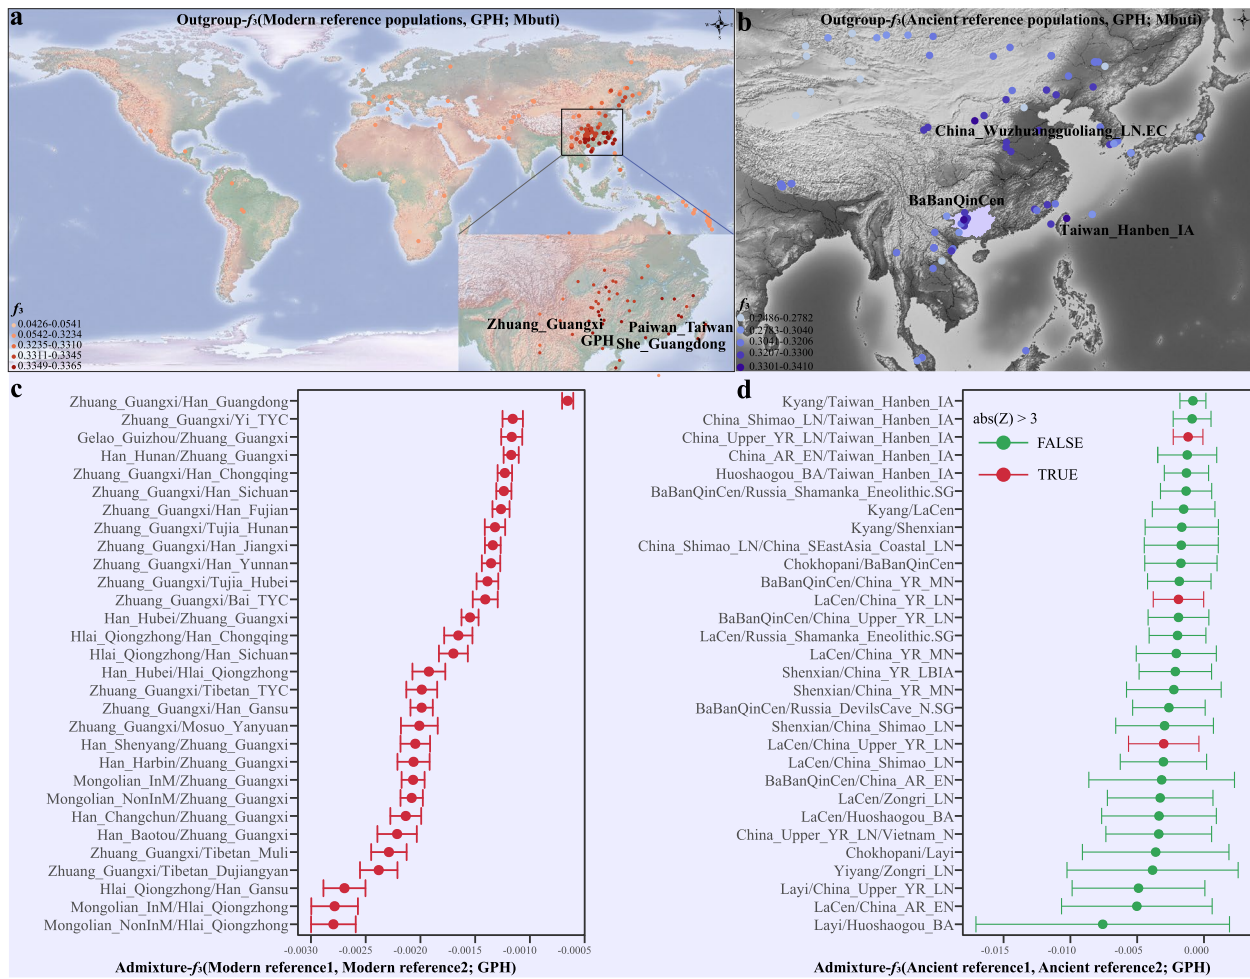 a
Outgroup-f3(Modern reference populations, GPH; Mbuti)
Zhuang_Guangxi
GPH
Paiwan_Taiwan
She_Guangdong
f3
0.0426-0.0541
0.0542-0.3234
0.3235-0.3310
0.3311-0.3345
0.3349-0.3365
b
Outgroup-f3(Ancient reference populations, GPH; Mbuti)
China_Wuzhuangguoliang_LN.EC
BaBanQinCen
Taiwan_Hanben_IA
f3
0.2486-0.2782
0.2783-0.3040
0.3041-0.3206
0.3207-0.3300
0.3301-0.3410
c
Zhuang_Guangxi/Han_Guangdong
Zhuang_Guangxi/Yi_TYC
Gelao_Guizhou/Zhuang_Guangxi
Han_Hunan/Zhuang_Guangxi
Zhuang_Guangxi/Han_Chongqing
Zhuang_Guangxi/Han_Sichuan
Zhuang_Guangxi/Han_Fujian
Zhuang_Guangxi/Tujia_Hunan
Zhuang_Guangxi/Han_Jiangxi
Zhuang_Guangxi/Han_Yunnan
Zhuang_Guangxi/Tujia_Hubei
Zhuang_Guangxi/Bai_TYC
Han_Hubei/Zhuang_Guangxi
Hlai_Qiongzhong/Han_Chongqing
Hlai_Qiongzhong/Han_Sichuan
Han_Hubei/Hlai_Qiongzhong
Zhuang_Guangxi/Tibetan_TYC
Zhuang_Guangxi/Han_Gansu
Zhuang_Guangxi/Mosuo_Yanyuan
Han_Shenyang/Zhuang_Guangxi
Han_Harbin/Zhuang_Guangxi
Mongolian_InM/Zhuang_Guangxi
Mongolian_NonInM/Zhuang_Guangxi
Han_Changchun/Zhuang_Guangxi
Han_Baotou/Zhuang_Guangxi
Zhuang_Guangxi/Tibetan_Muli
Zhuang_Guangxi/Tibetan_Dujiangyan
Hlai_Qiongzhong/Han_Gansu
Mongolian_InM/Hlai_Qiongzhong
Mongolian_NonInM/Hlai_Qiongzhong
-0.0030 -0.0025 -0.0020 -0.0015 -0.0010 -0.0005
Admixture-f3(Modern reference1, Modern reference2; GPH)
d
abs(Z) > 3
FALSE
TRUE
Kyang/Taiwan_Hanben_IA
China_Shimao_LN/Taiwan_Hanben_IA
China_Upper_YR_LN/Taiwan_Hanben_IA
China_AR_EN/Taiwan_Hanben_IA
Huoshaogou_BA/Taiwan_Hanben_IA
BaBanQinCen/Russia_Shamanka_Eneolithic.SG
Kyang/LaCen
Kyang/Shenxian
China_Shimao_LN/China_SEastAsia_Coastal_LN
Chokhopani/BaBanQinCen
BaBanQinCen/China_YR_MN
LaCen/China_YR_LN
BaBanQinCen/China_Upper_YR_LN
LaCen/Russia_Shamanka_Eneolithic.SG
LaCen/China_YR_MN
Shenxian/China_YR_LBIA
Shenxian/China_YR_MN
BaBanQinCen/Russia_DevilsCave_N.SG
Shenxian/China_Shimao_LN
LaCen/China_Upper_YR_LN
LaCen/China_Shimao_LN
BaBanQinCen/China_AR_EN
LaCen/Zongri_LN
LaCen/Huoshaogou_BA
China_Upper_YR_LN/Vietnam_N
Chokhopani/Layi
Yiyang/Zongri_LN
Layi/China_Upper_YR_LN
LaCen/China_AR_EN
Layi/Huoshaogou_BA
-0.015 -0.010 -0.005 0.000
Admixture-f3(Ancient reference1, Ancient reference2; GPH)